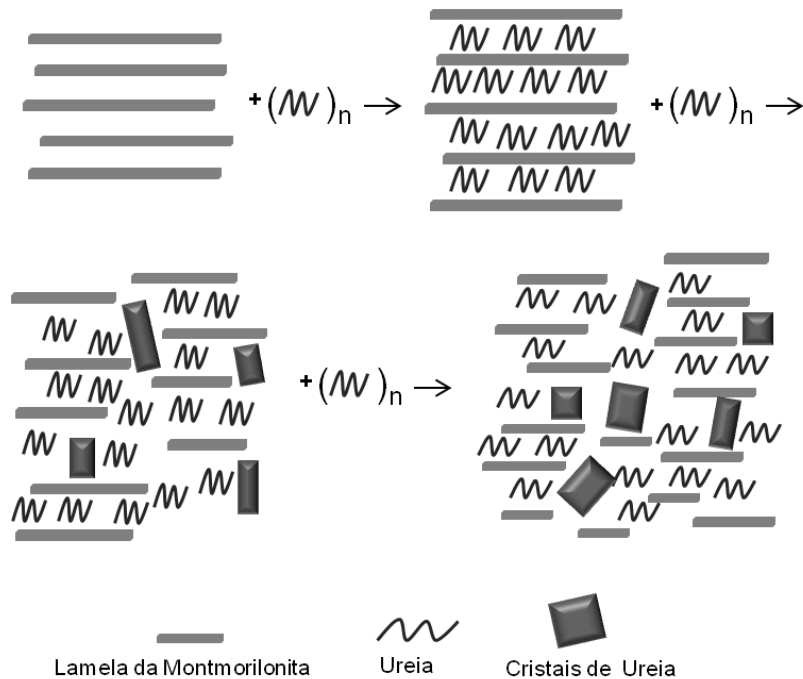 + ( )n → + ( )n →
+ ( )n →
Lamela da Montmorilonita Ureia Cristais de Ureia